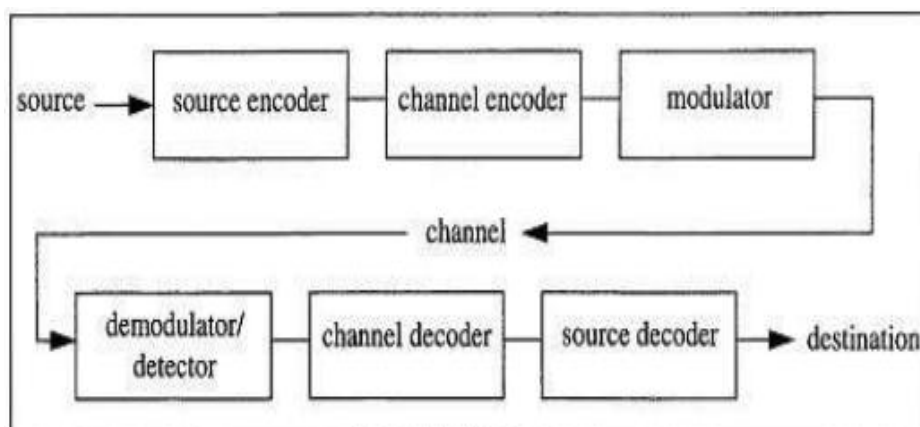 source
source encoder
channel encoder
modulator
channel
demodulator/
detector
channel decoder
source decoder
destination